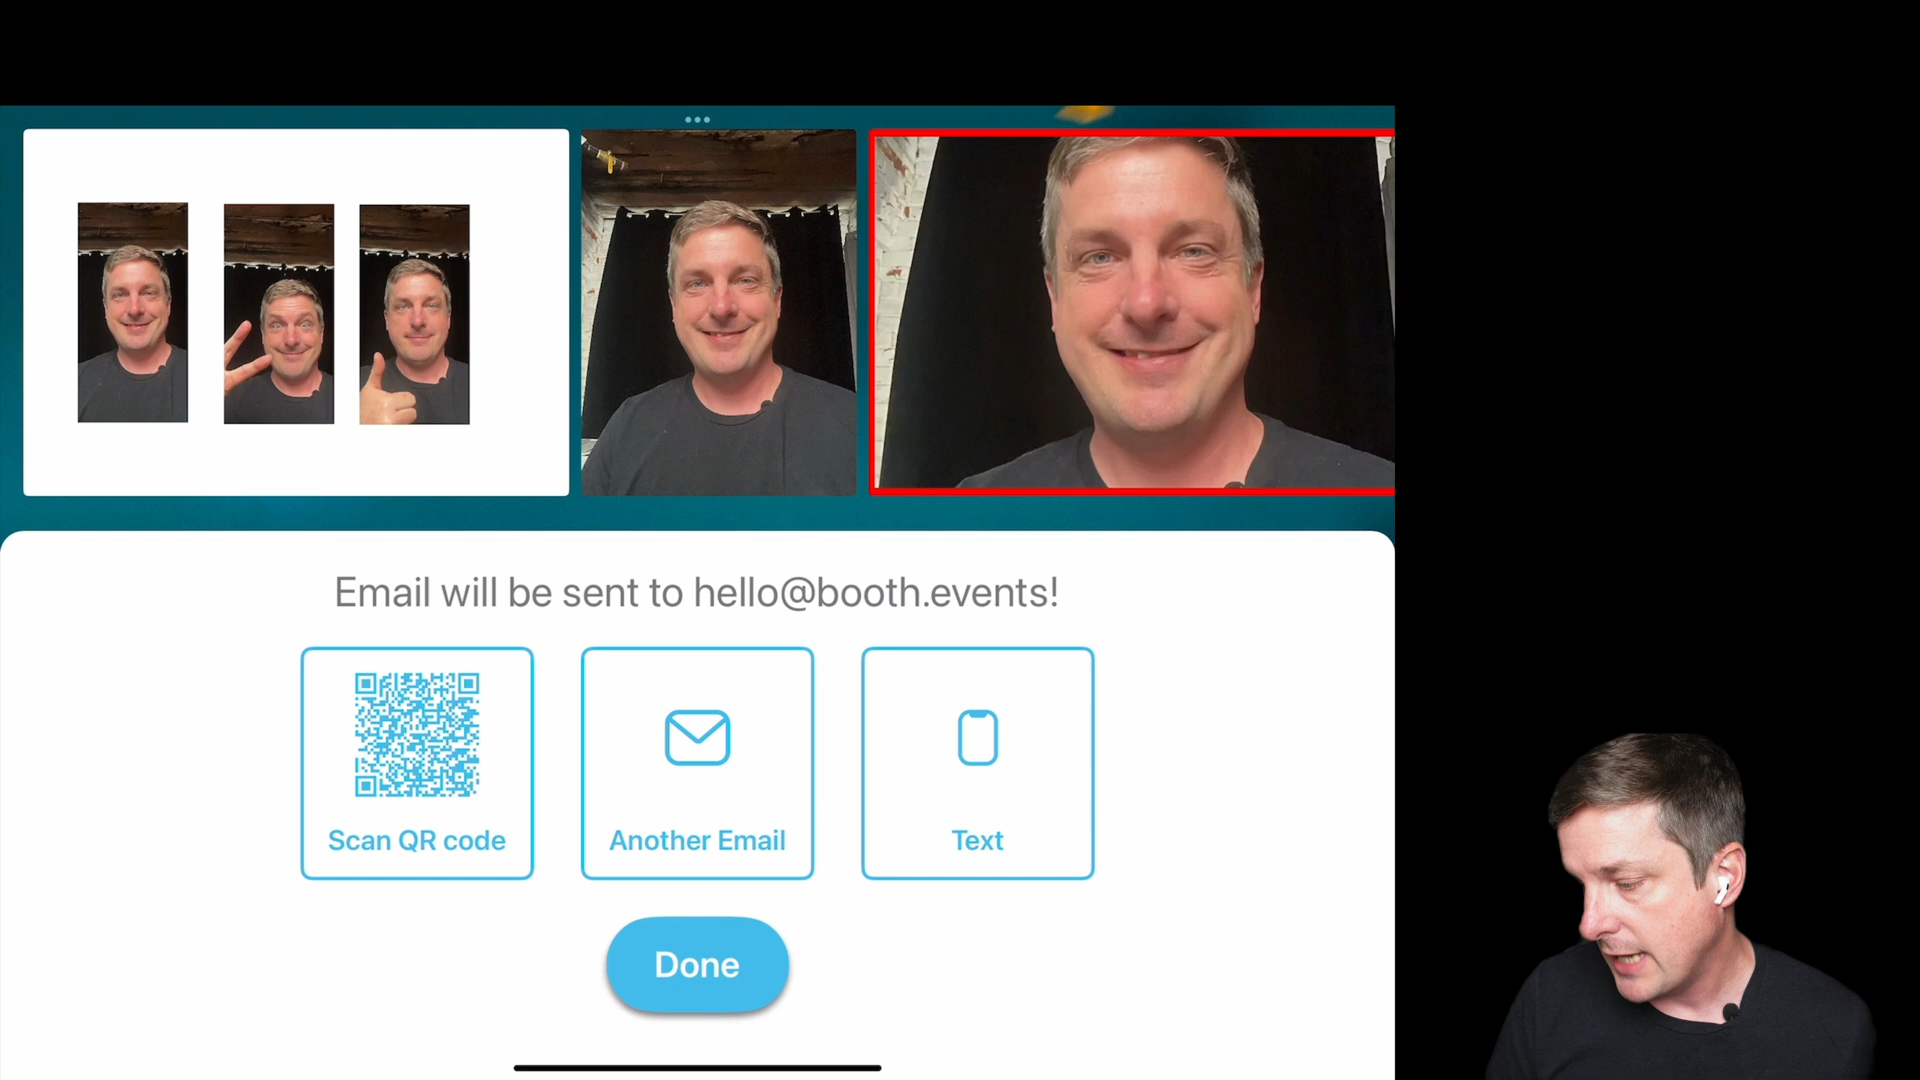 Email will be sent to hello@booth.events!
Scan QR code
Another Email
Text
Done